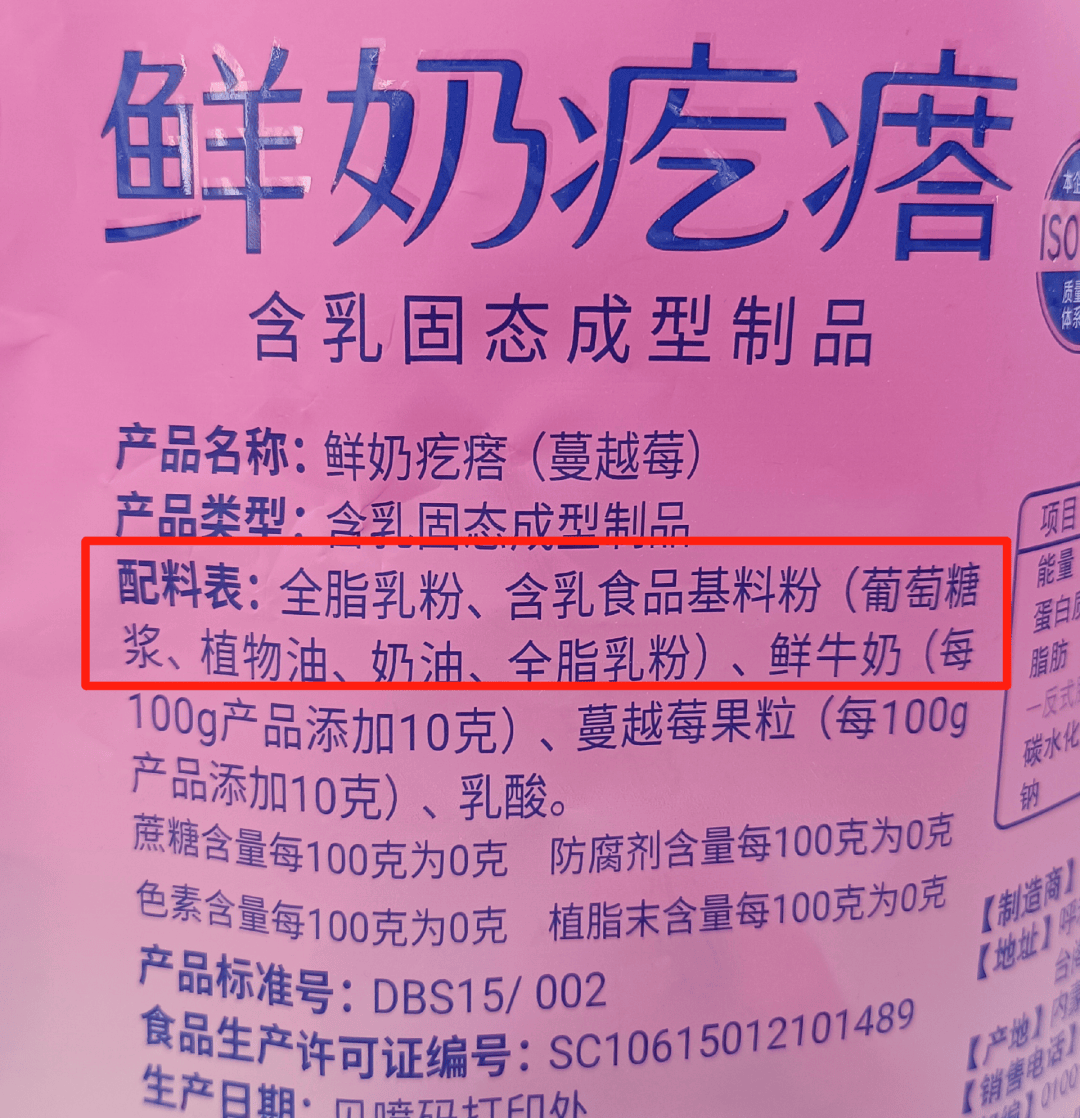 鲜奶疙瘩
含乳固态成型制品
本企
ISO
质量
体系
产品名称：鲜奶疙瘩（蔓越莓）
产品类型：含乳固态成型制品
配料表：全脂乳粉、含乳食品基料粉（葡萄糖
浆、植物油、奶油、全脂乳粉）、鲜牛奶（每
100g产品添加10克）、蔓越莓果粒（每100g
产品添加10克）、乳酸。
蔗糖含量每100克为0克 防腐剂含量每100克为0克
色素含量每100克为0克 植脂末含量每100克为0克
产品标准号：DBS15/ 002
食品生产许可证编号：SC10615012101489
生产日期：见喷码打印处
项目
能量
蛋白质
脂肪
—反式
碳水化
钠
【制造商】
【地址】
【产地】内蒙
【销售电话】